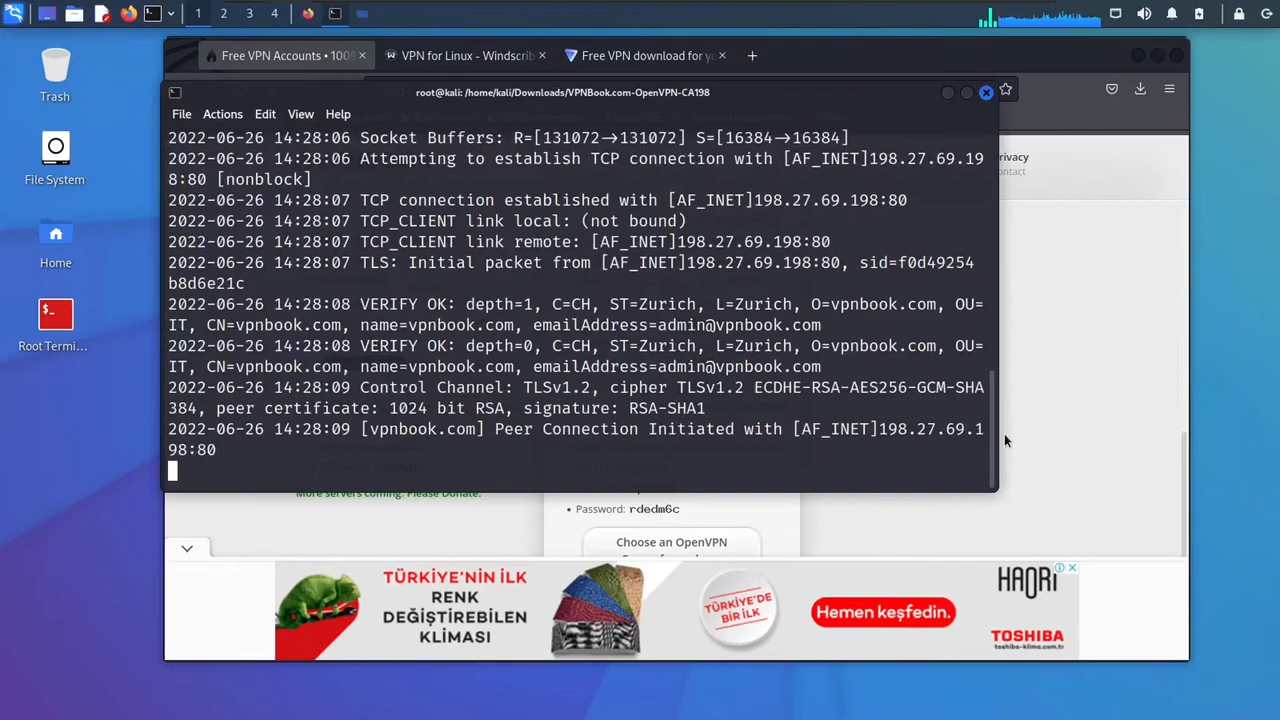 1 2 3 4
Free VPN Accounts • 100%
VPN for Linux - Windscrib
Free VPN download for yo
root@kali: /home/kali/Downloads/VPNBook.com-OpenVPN-CA198
File Actions Edit View Help
2022-06-26 14:28:06 Socket Buffers: R=[131072→131072] S=[16384→16384]
2022-06-26 14:28:06 Attempting to establish TCP connection with [AF_INET]198.27.69.19
8:80 [nonblock]
2022-06-26 14:28:07 TCP connection established with [AF_INET]198.27.69.198:80
2022-06-26 14:28:07 TCP_CLIENT link local: (not bound)
2022-06-26 14:28:07 TCP_CLIENT link remote: [AF_INET]198.27.69.198:80
2022-06-26 14:28:07 TLS: Initial packet from [AF_INET]198.27.69.198:80, sid=f0d49254
b8d6e21c
2022-06-26 14:28:08 VERIFY OK: depth=1, C=CH, ST=Zurich, L=Zurich, O=vpnbook.com, OU=
IT, CN=vpnbook.com, name=vpnbook.com, emailAddress=admin@vpnbook.com
2022-06-26 14:28:08 VERIFY OK: depth=0, C=CH, ST=Zurich, L=Zurich, O=vpnbook.com, OU=
IT, CN=vpnbook.com, name=vpnbook.com, emailAddress=admin@vpnbook.com
2022-06-26 14:28:09 Control Channel: TLSv1.2, cipher TLSv1.2 ECDHE-RSA-AES256-GCM-SHA
384, peer certificate: 1024 bit RSA, signature: RSA-SHA1
2022-06-26 14:28:09 [vpnbook.com] Peer Connection Initiated with [AF_INET]198.27.69.1
98:80
Trash
File System
Home
Root Termi...
rivacy
ontact
More servers coming. Please Donate.
• Password: rdedm6c
Choose an OpenVPN
TÜRKİYE'NİN İLK
RENK
DEĞİŞTİREBİLEN
KLİMASI
TÜRKİYE'DE
BİR İLK
Hemen keşfedin.
HAORI
TOSHIBA
toshiba-klima.com.tr